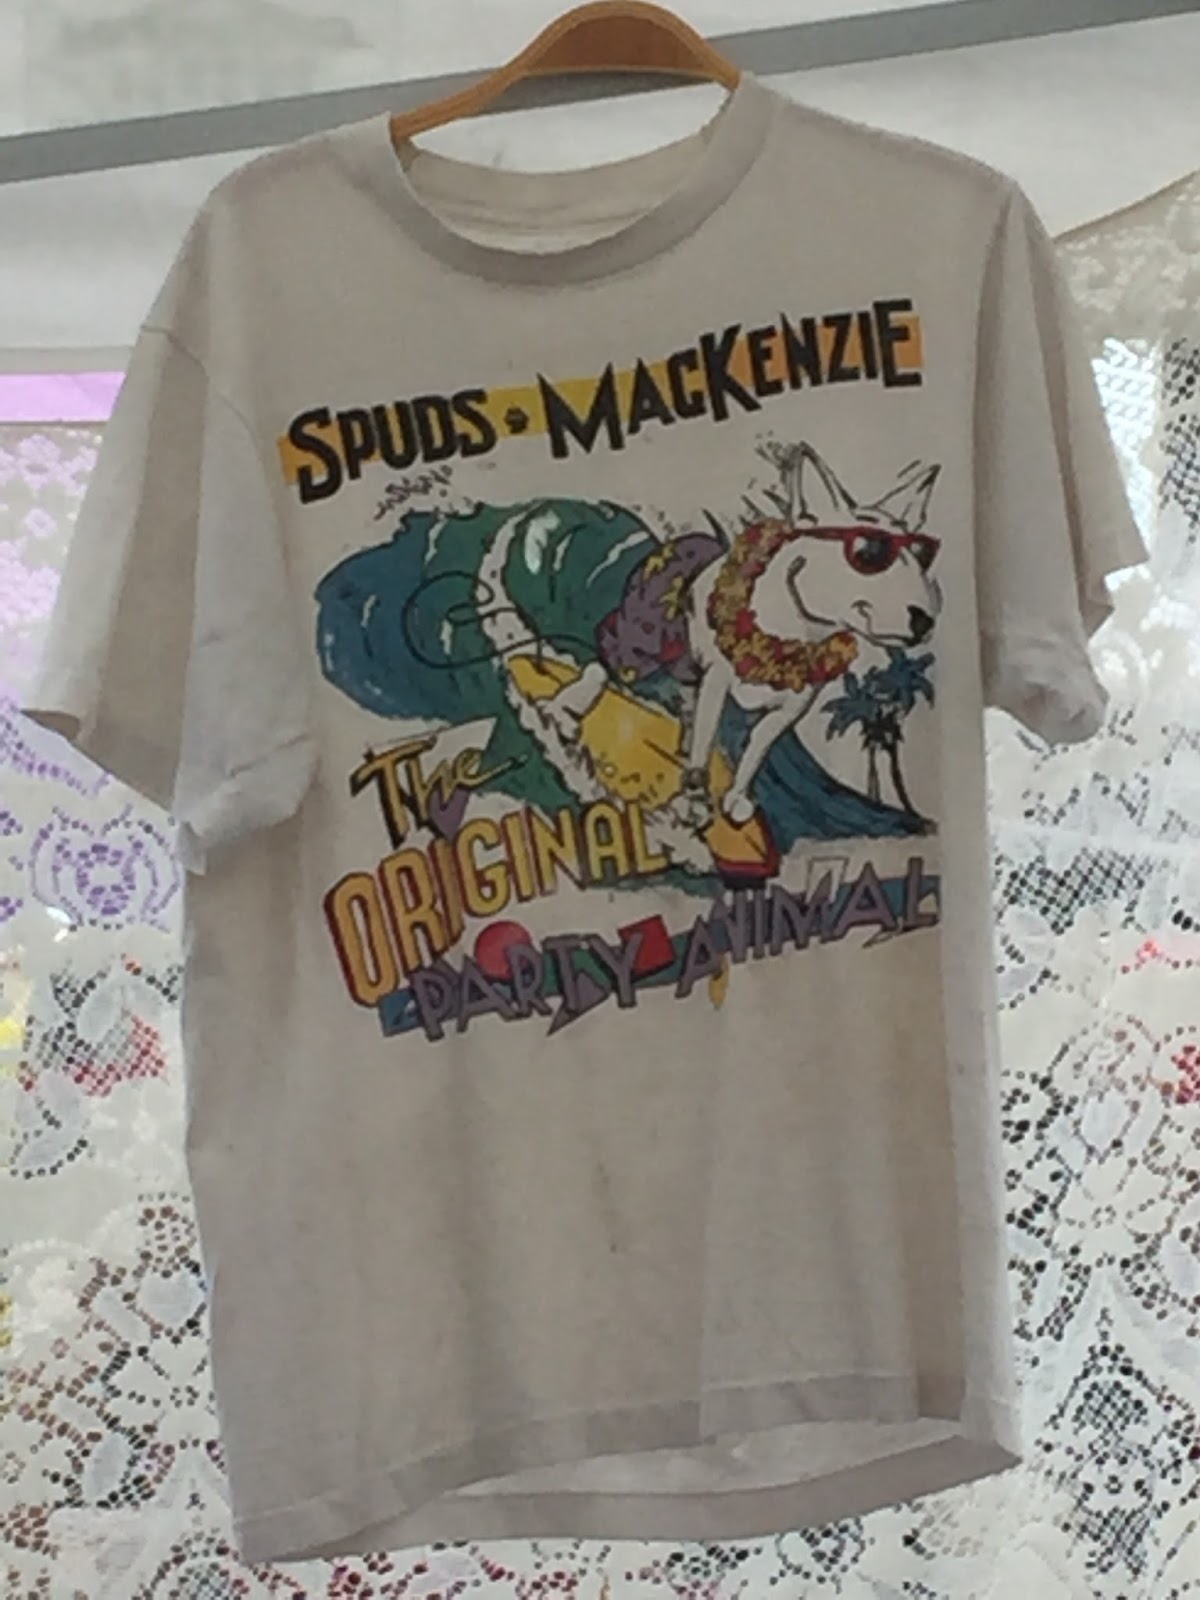 SPUDS MACKENZIE
The
ORIGINAL
PARTY ANIMAL